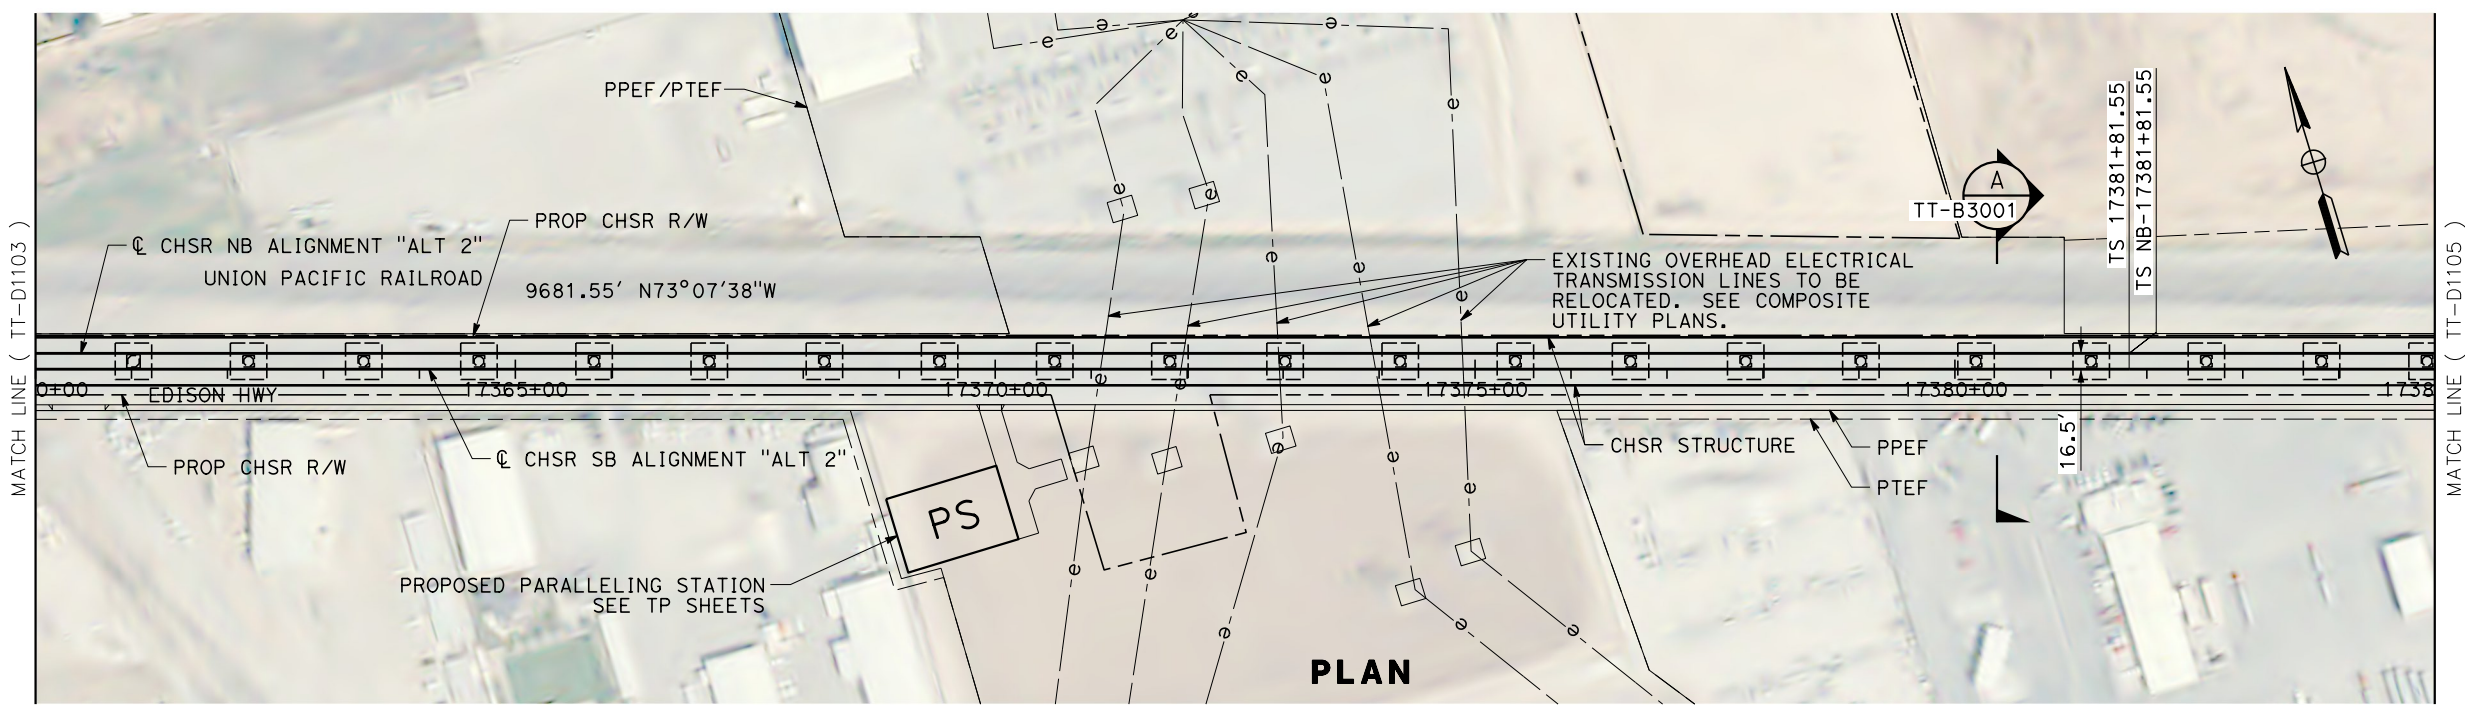 PPEF/PTEF
PROP CHSR R/W
℄ CHSR NB ALIGNMENT "ALT 2"
UNION PACIFIC RAILROAD
9681.55' N73°07'38"W
MATCH LINE ( TT-D1103 )
e
e
e
e
e
e
e
e
e
e
e
e
e
EXISTING OVERHEAD ELECTRICAL
TRANSMISSION LINES TO BE
RELOCATED. SEE COMPOSITE
UTILITY PLANS.
A
TT-B3001
TS 17381+81.55
TS NB-17381+81.55
MATCH LINE ( TT-D1105 )
0+00
EDISON HWY
17365+00
17370+00
17375+00
17380+00
1738
e
e
e
e
e
e
16.5'
PROP CHSR R/W
℄ CHSR SB ALIGNMENT "ALT 2"
CHSR STRUCTURE
PPEF
PTEF
PS
PROPOSED PARALLELING STATION
SEE TP SHEETS
e
e
e
e
e
PLAN